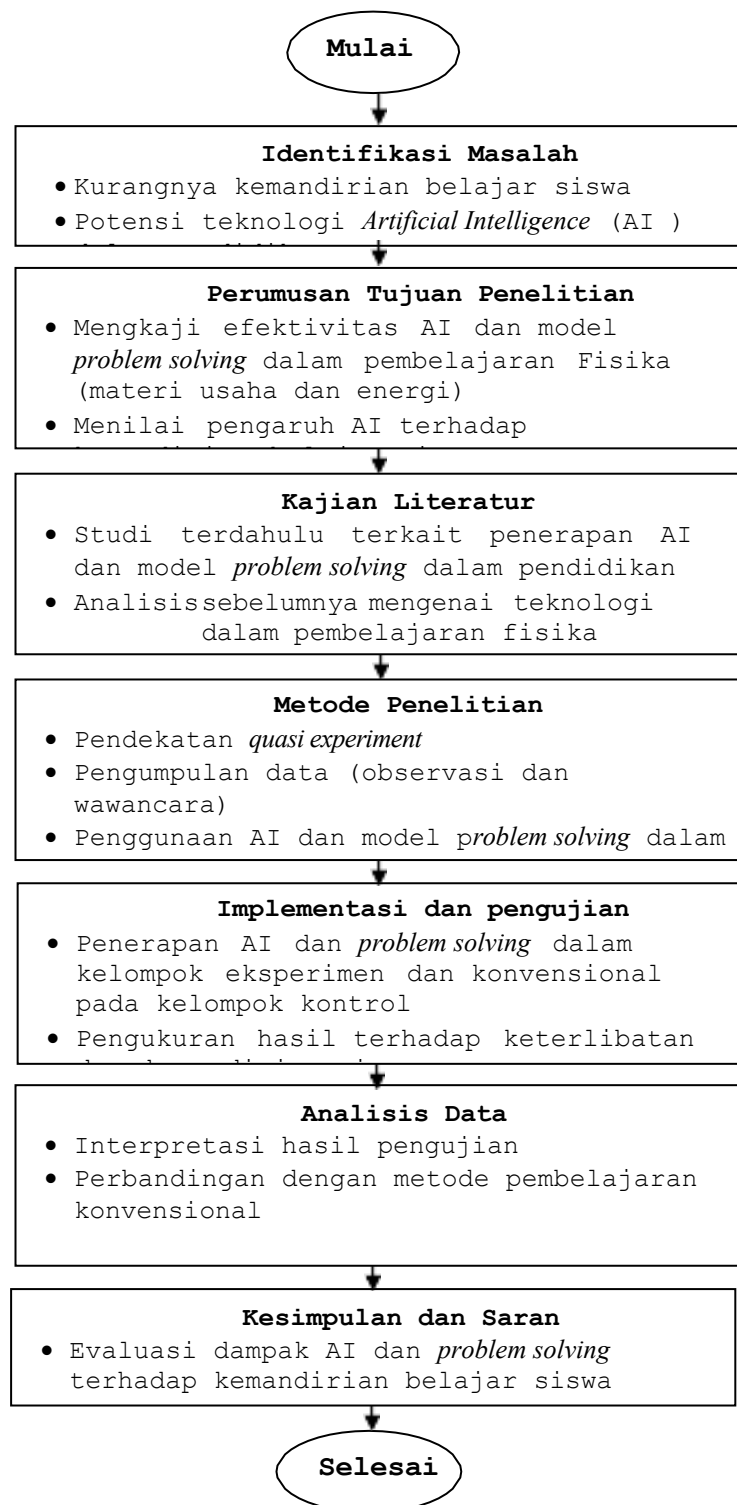 Mulai
Identifikasi Masalah
• Kurangnya kemandirian belajar siswa
• Potensi teknologi Artificial Intelligence (AI )
Perumusan Tujuan Penelitian
• Mengkaji efektivitas AI dan model
problem solving dalam pembelajaran Fisika
(materi usaha dan energi)
• Menilai pengaruh AI terhadap
Kajian Literatur
• Studi terdahulu terkait penerapan AI
dan model problem solving dalam pendidikan
• Analisissebelumnya mengenai teknologi
dalam pembelajaran fisika
Metode Penelitian
• Pendekatan quasi experiment
• Pengumpulan data (observasi dan
wawancara)
• Penggunaan AI dan model problem solving dalam
Implementasi dan pengujian
• Penerapan AI dan problem solving dalam
kelompok eksperimen dan konvensional
pada kelompok kontrol
• Pengukuran hasil terhadap keterlibatan
Analisis Data
• Interpretasi hasil pengujian
• Perbandingan dengan metode pembelajaran
konvensional
Kesimpulan dan Saran
• Evaluasi dampak AI dan problem solving
terhadap kemandirian belajar siswa
Selesai